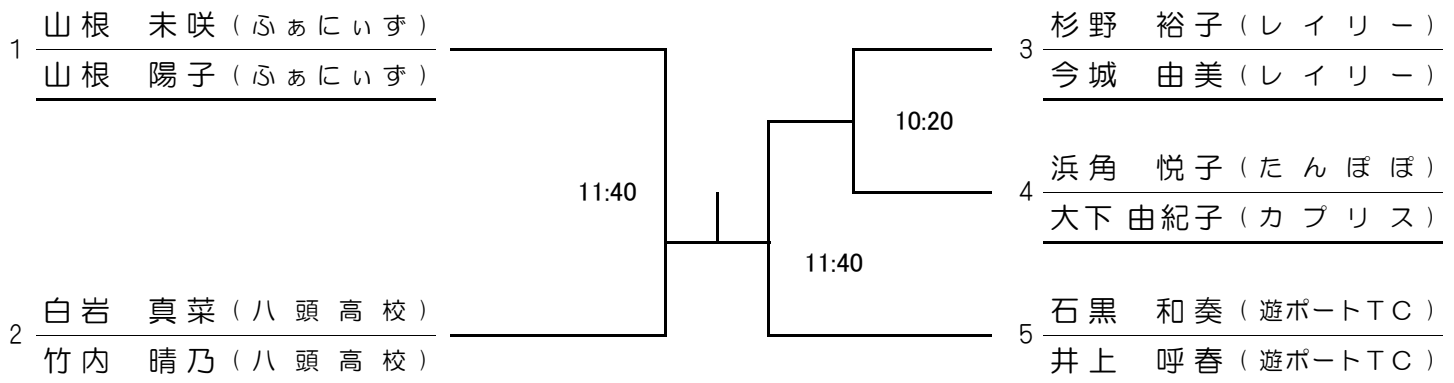 1
山根 未咲(ふぁにぃず)
山根 陽子(ふぁにぃず)
11:40
2
白岩 真菜(八頭高校)
竹内 晴乃(八頭高校)
3
杉野 裕子(レイリー)
今城 由美(レイリー)
10:20
4
浜角 悦子(たんぽぽ)
大下 由紀子(カプリス)
11:40
5
石黒 和奏(遊ポートTC)
井上 呼春(遊ポートTC)